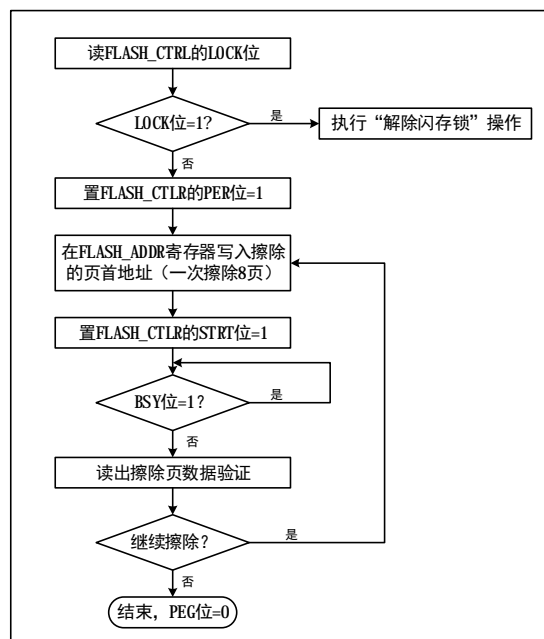 读FLASH_CTRL的LOCK位
LOCK位=1?
是
执行“解除闪存锁”操作
否
置FLASH_CTLR的PER位=1
在FLASH_ADDR寄存器写入擦除
的页首地址（一次擦除8页）
置FLASH_CTLR的STRT位=1
BSY位=1?
是
否
读出擦除页数据验证
继续擦除?
是
否
结束, PEG位=0